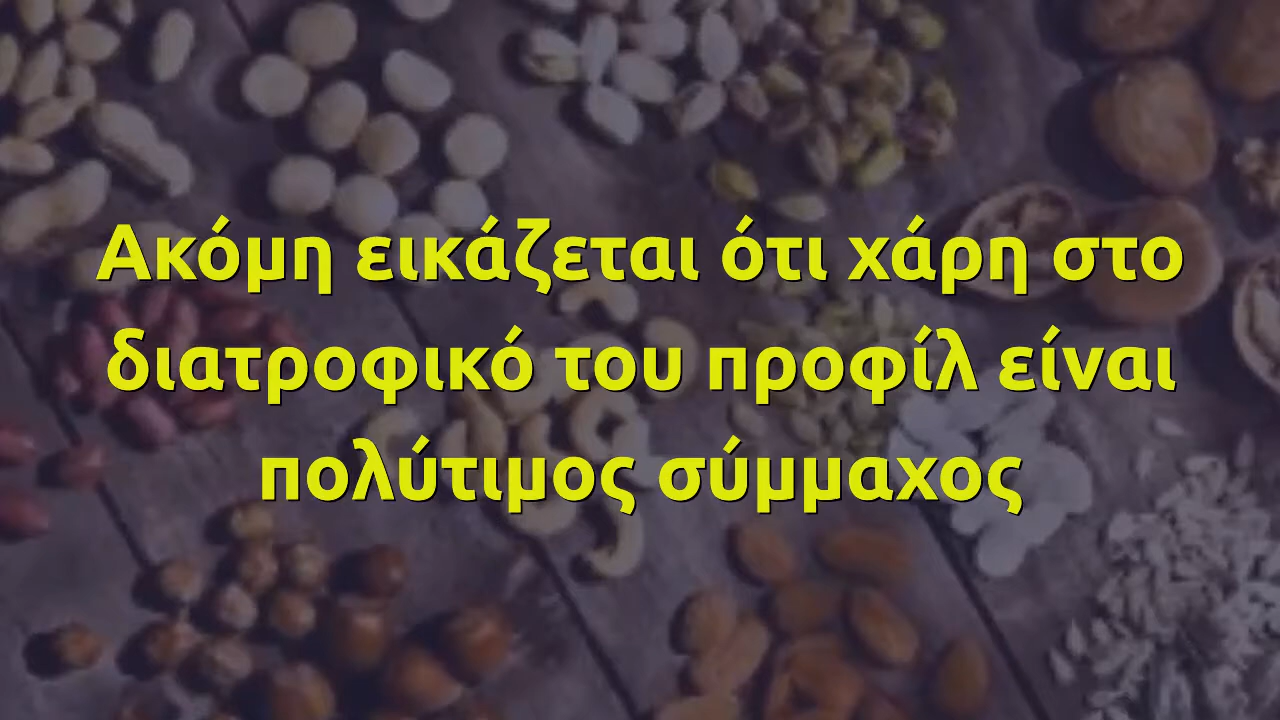 Ακόμη εικάζεται ότι χάρη στο
διατροφικό του προφίλ είναι
πολύτιμος σύμμαχος